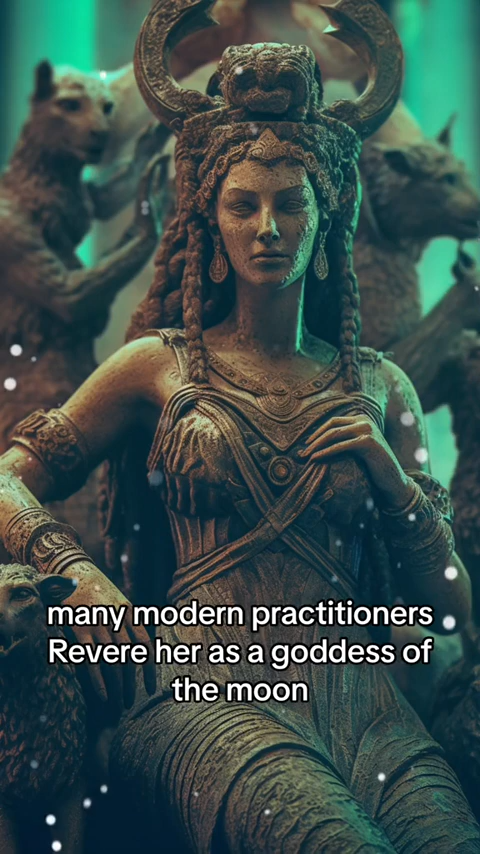 many modern practitioners
Revere her as a goddess of
the moon